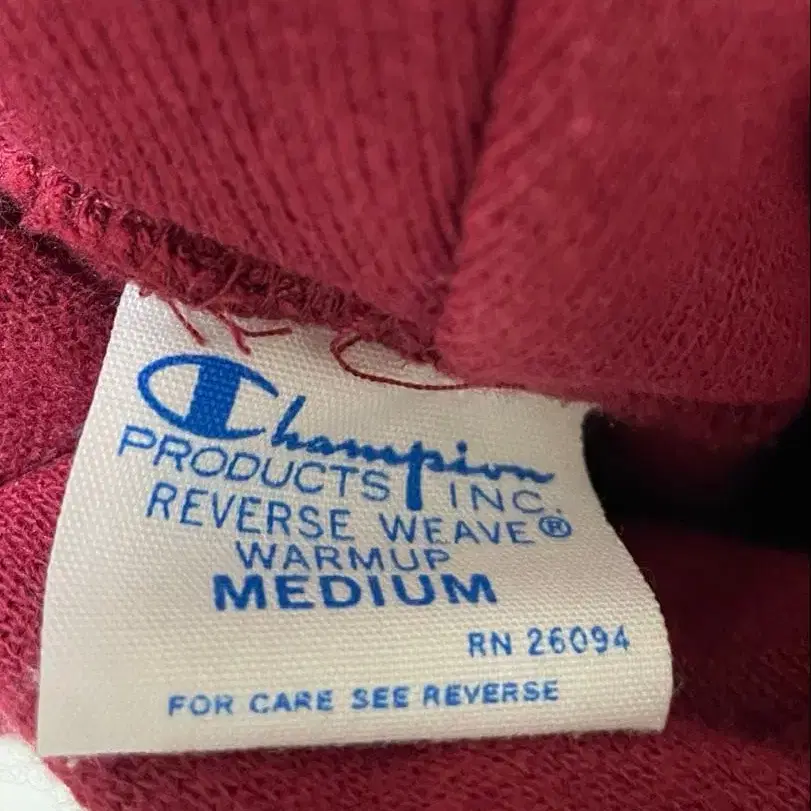 Champion
PRODUCTS INC.
REVERSE WEAVE®
WARMUP
MEDIUM
RN 26094
FOR CARE SEE REVERSE